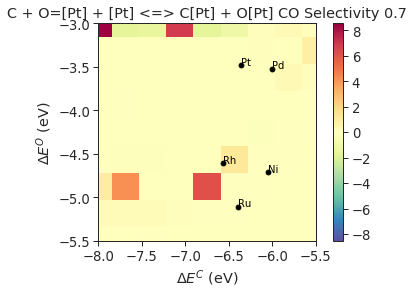 C + O=[Pt] + [Pt] <=> C[Pt] + O[Pt] CO Selectivity 0.7
−3.0
−3.5
−4.0
−4.5
−5.0
−5.5
ΔE^O (eV)
Pt
Pd
Rh
Ni
Ru
−8.0 −7.5 −7.0 −6.5 −6.0 −5.5
ΔE^C (eV)
8
6
4
2
0
−2
−4
−6
−8